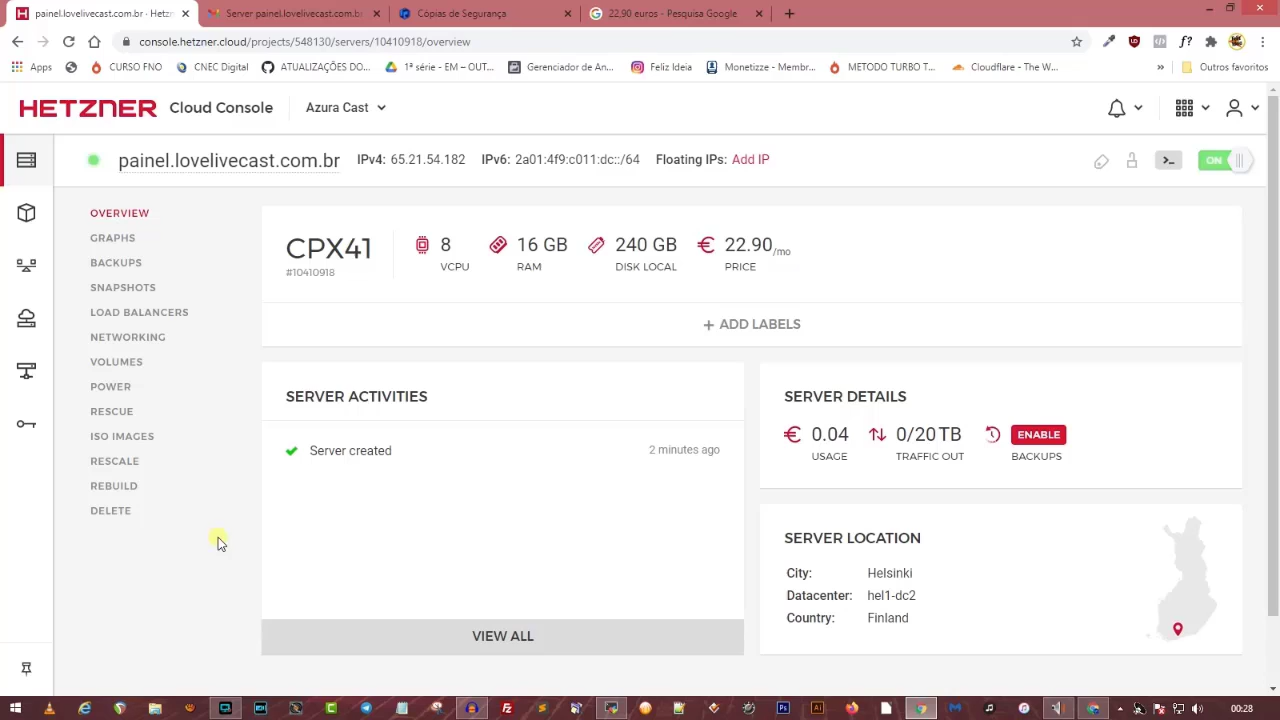 painel.lovelivecast.com.br · Hetz
Server painel.lovelivecast.com.b
Cópias de Segurança
22,90 euros - Pesquisa Google
console.hetzner.cloud/projects/548130/servers/10410918/overview
Apps
CURSO FNO
CNEC Digital
ATUALIZAÇÕES DO...
1ª série - EM – OUT...
Gerenciador de An...
Feliz Ideia
Monetizze - Membr...
METODO TURBO T...
Cloudflare - The W...
»
Outros favoritos
HETZNER Cloud Console
Azura Cast
painel.lovelivecast.com.br
IPv4: 65.21.54.182
IPv6: 2a01:4f9:c011:dc::/64
Floating IPs: Add IP
ON
OVERVIEW
GRAPHS
BACKUPS
SNAPSHOTS
LOAD BALANCERS
NETWORKING
VOLUMES
POWER
RESCUE
ISO IMAGES
RESCALE
REBUILD
DELETE
CPX41
#10410918
8
VCPU
16 GB
RAM
240 GB
DISK LOCAL
€ 22.90/mo
PRICE
+ ADD LABELS
SERVER ACTIVITIES
Server created
2 minutes ago
VIEW ALL
SERVER DETAILS
€ 0.04
USAGE
0/20 TB
TRAFFIC OUT
ENABLE
BACKUPS
SERVER LOCATION
City: Helsinki
Datacenter: hel1-dc2
Country: Finland
00:28